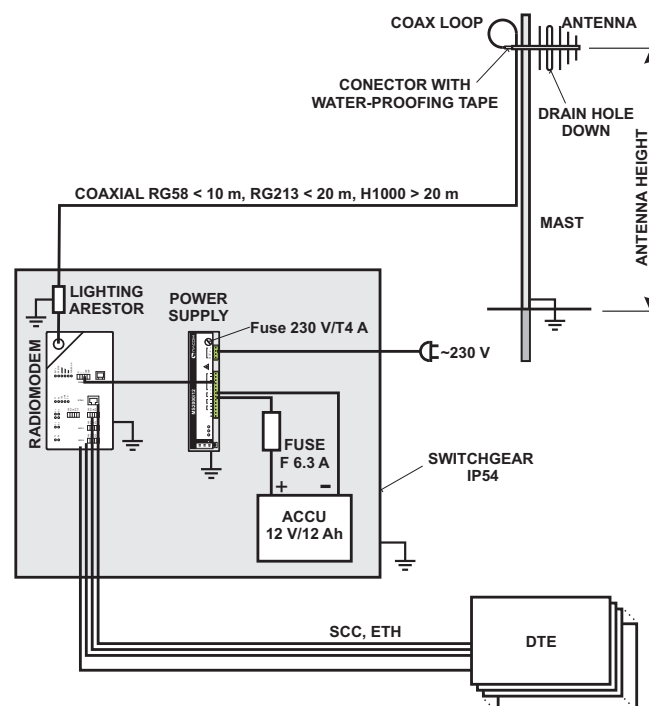 COAX LOOP
ANTENNA
CONECTOR WITH
WATER-PROOFING TAPE
DRAIN HOLE
DOWN
ANTENNA HEIGHT
COAXIAL RG58 < 10 m, RG213 < 20 m, H1000 > 20 m
MAST
LIGHTING
ARESTOR
POWER
SUPPLY
Fuse 230 V/T4 A
~230 V
RADIOMODEM
FUSE
F 6.3 A
+ –
SWITCHGEAR
IP54
ACCU
12 V/12 Ah
SCC, ETH
DTE